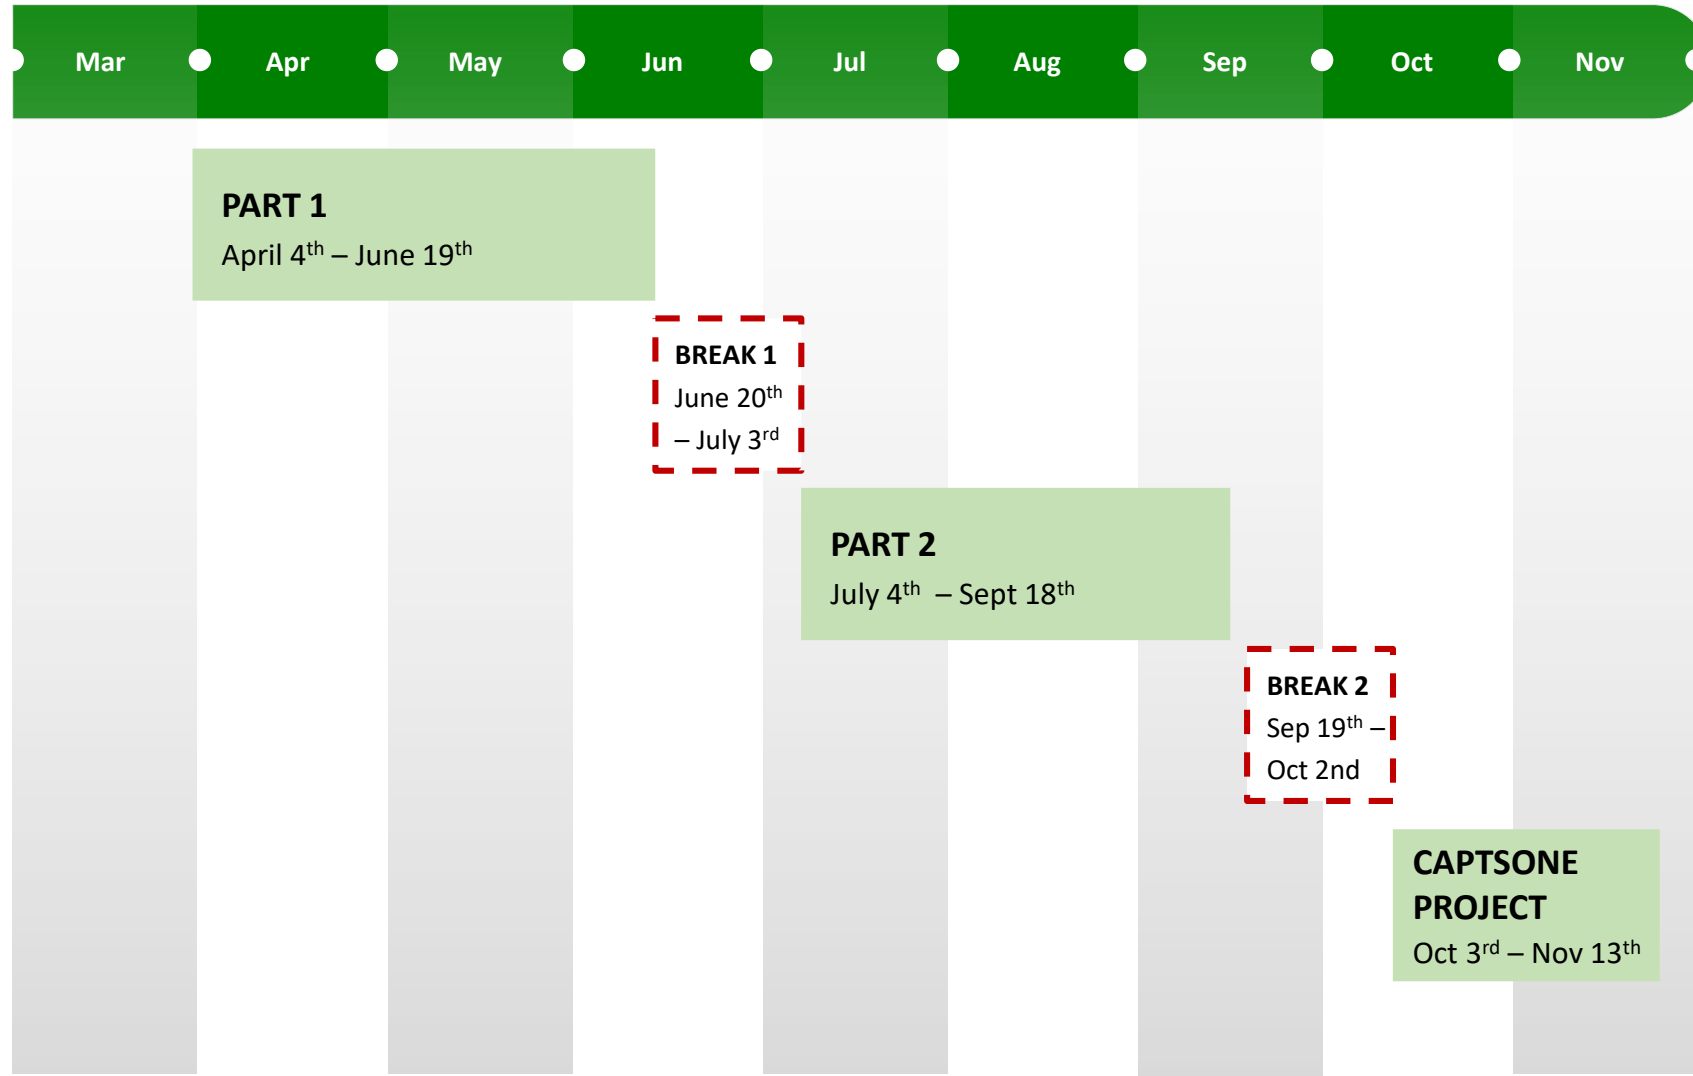 Mar Apr May Jun Jul Aug Sep Oct Nov
PART 1
April 4th – June 19th
BREAK 1
June 20th
– July 3rd
PART 2
July 4th – Sept 18th
BREAK 2
Sep 19th –
Oct 2nd
CAPTSONE
PROJECT
Oct 3rd – Nov 13th